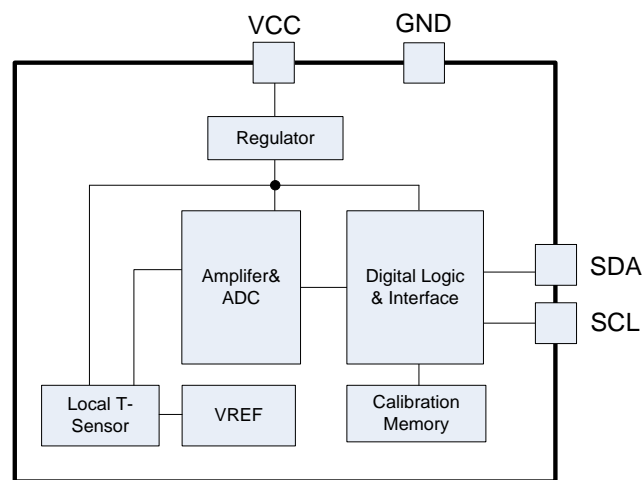 VCC
GND
Regulator
Amplifer&
ADC
Digital Logic
& Interface
SDA
SCL
Local T-
Sensor
VREF
Calibration
Memory